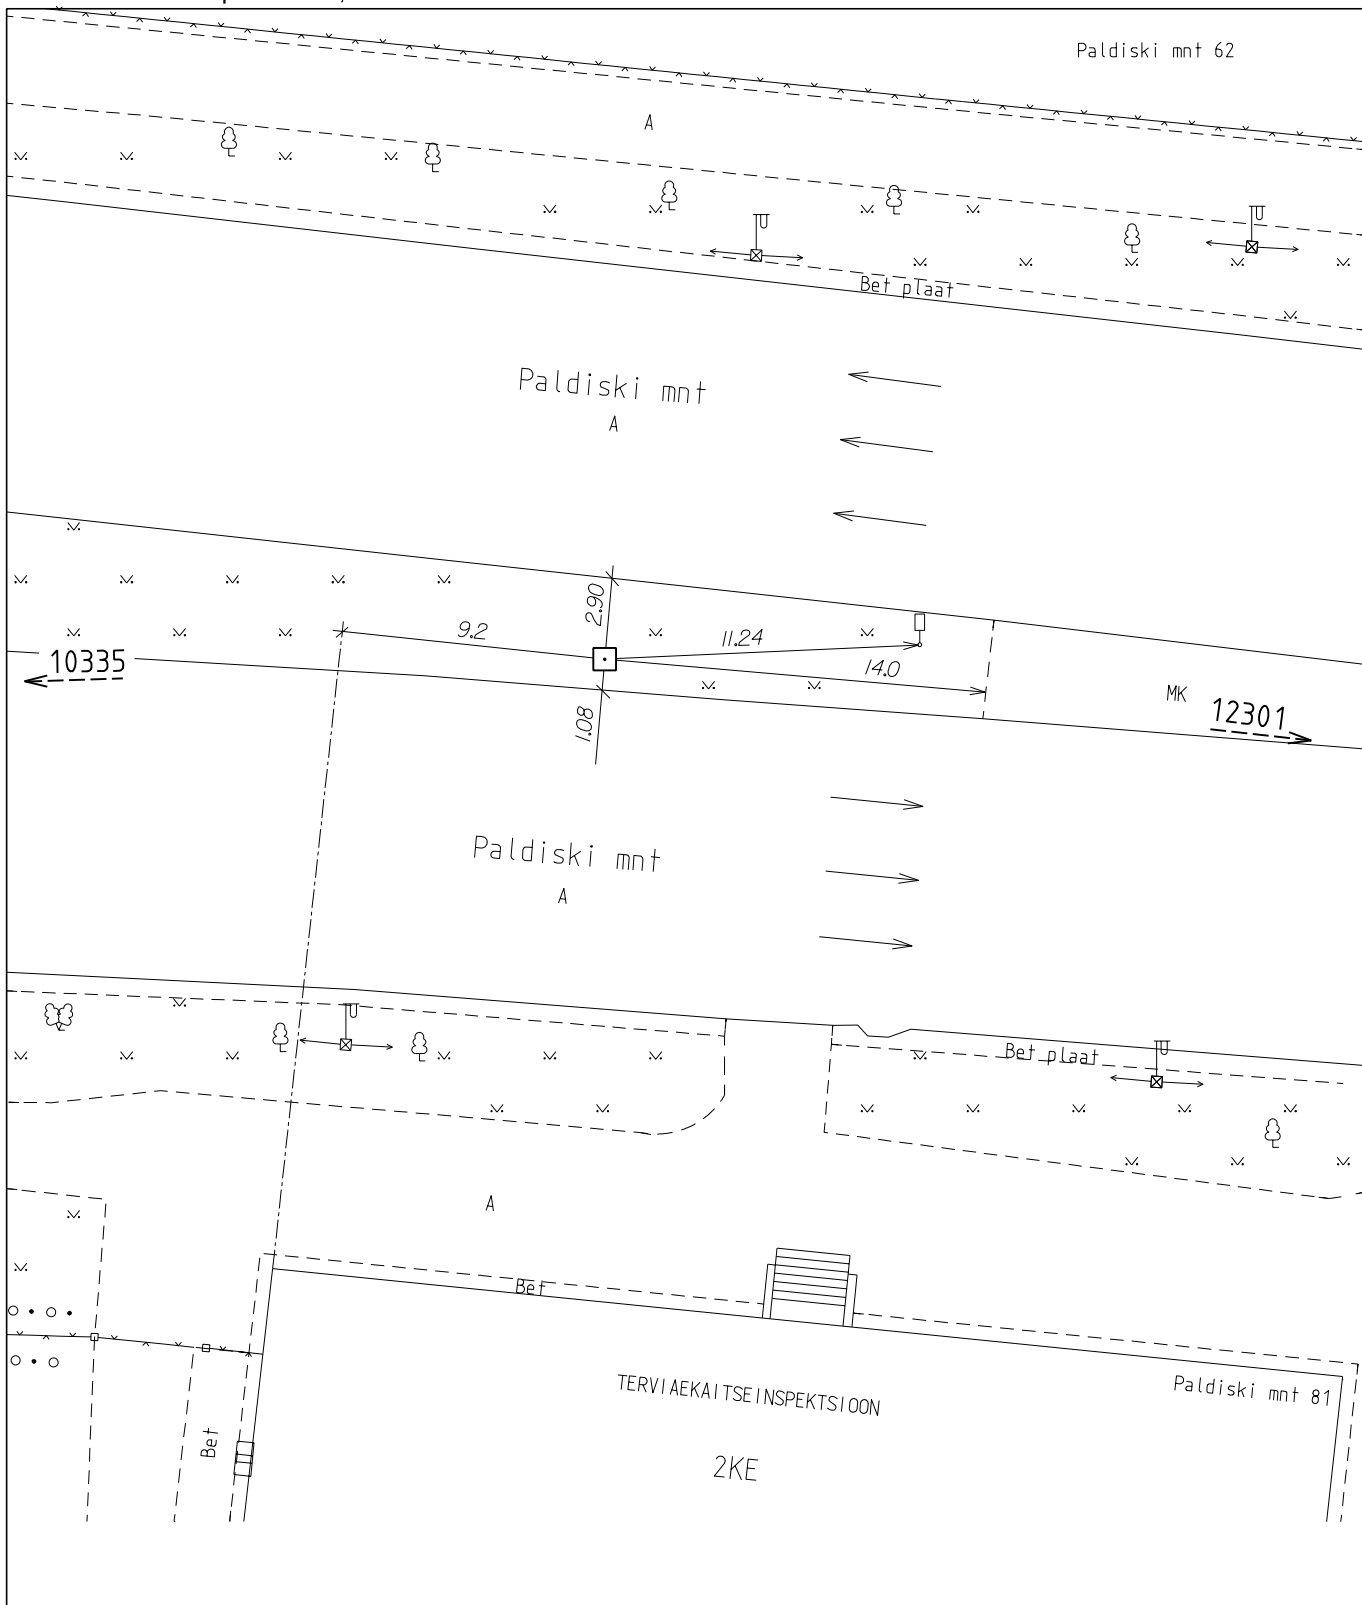 Paldiski mnt 62
A
Bet plaat
Paldiski mnt
A
2.90
9.2
11.24
10335
14.0
MK
12301
1.08
Paldiski mnt
A
Bet plaat
A
Bet
TERVIAEKAITSEINSPEKTSIOON
Paldiski mnt 81
Bet
2KE